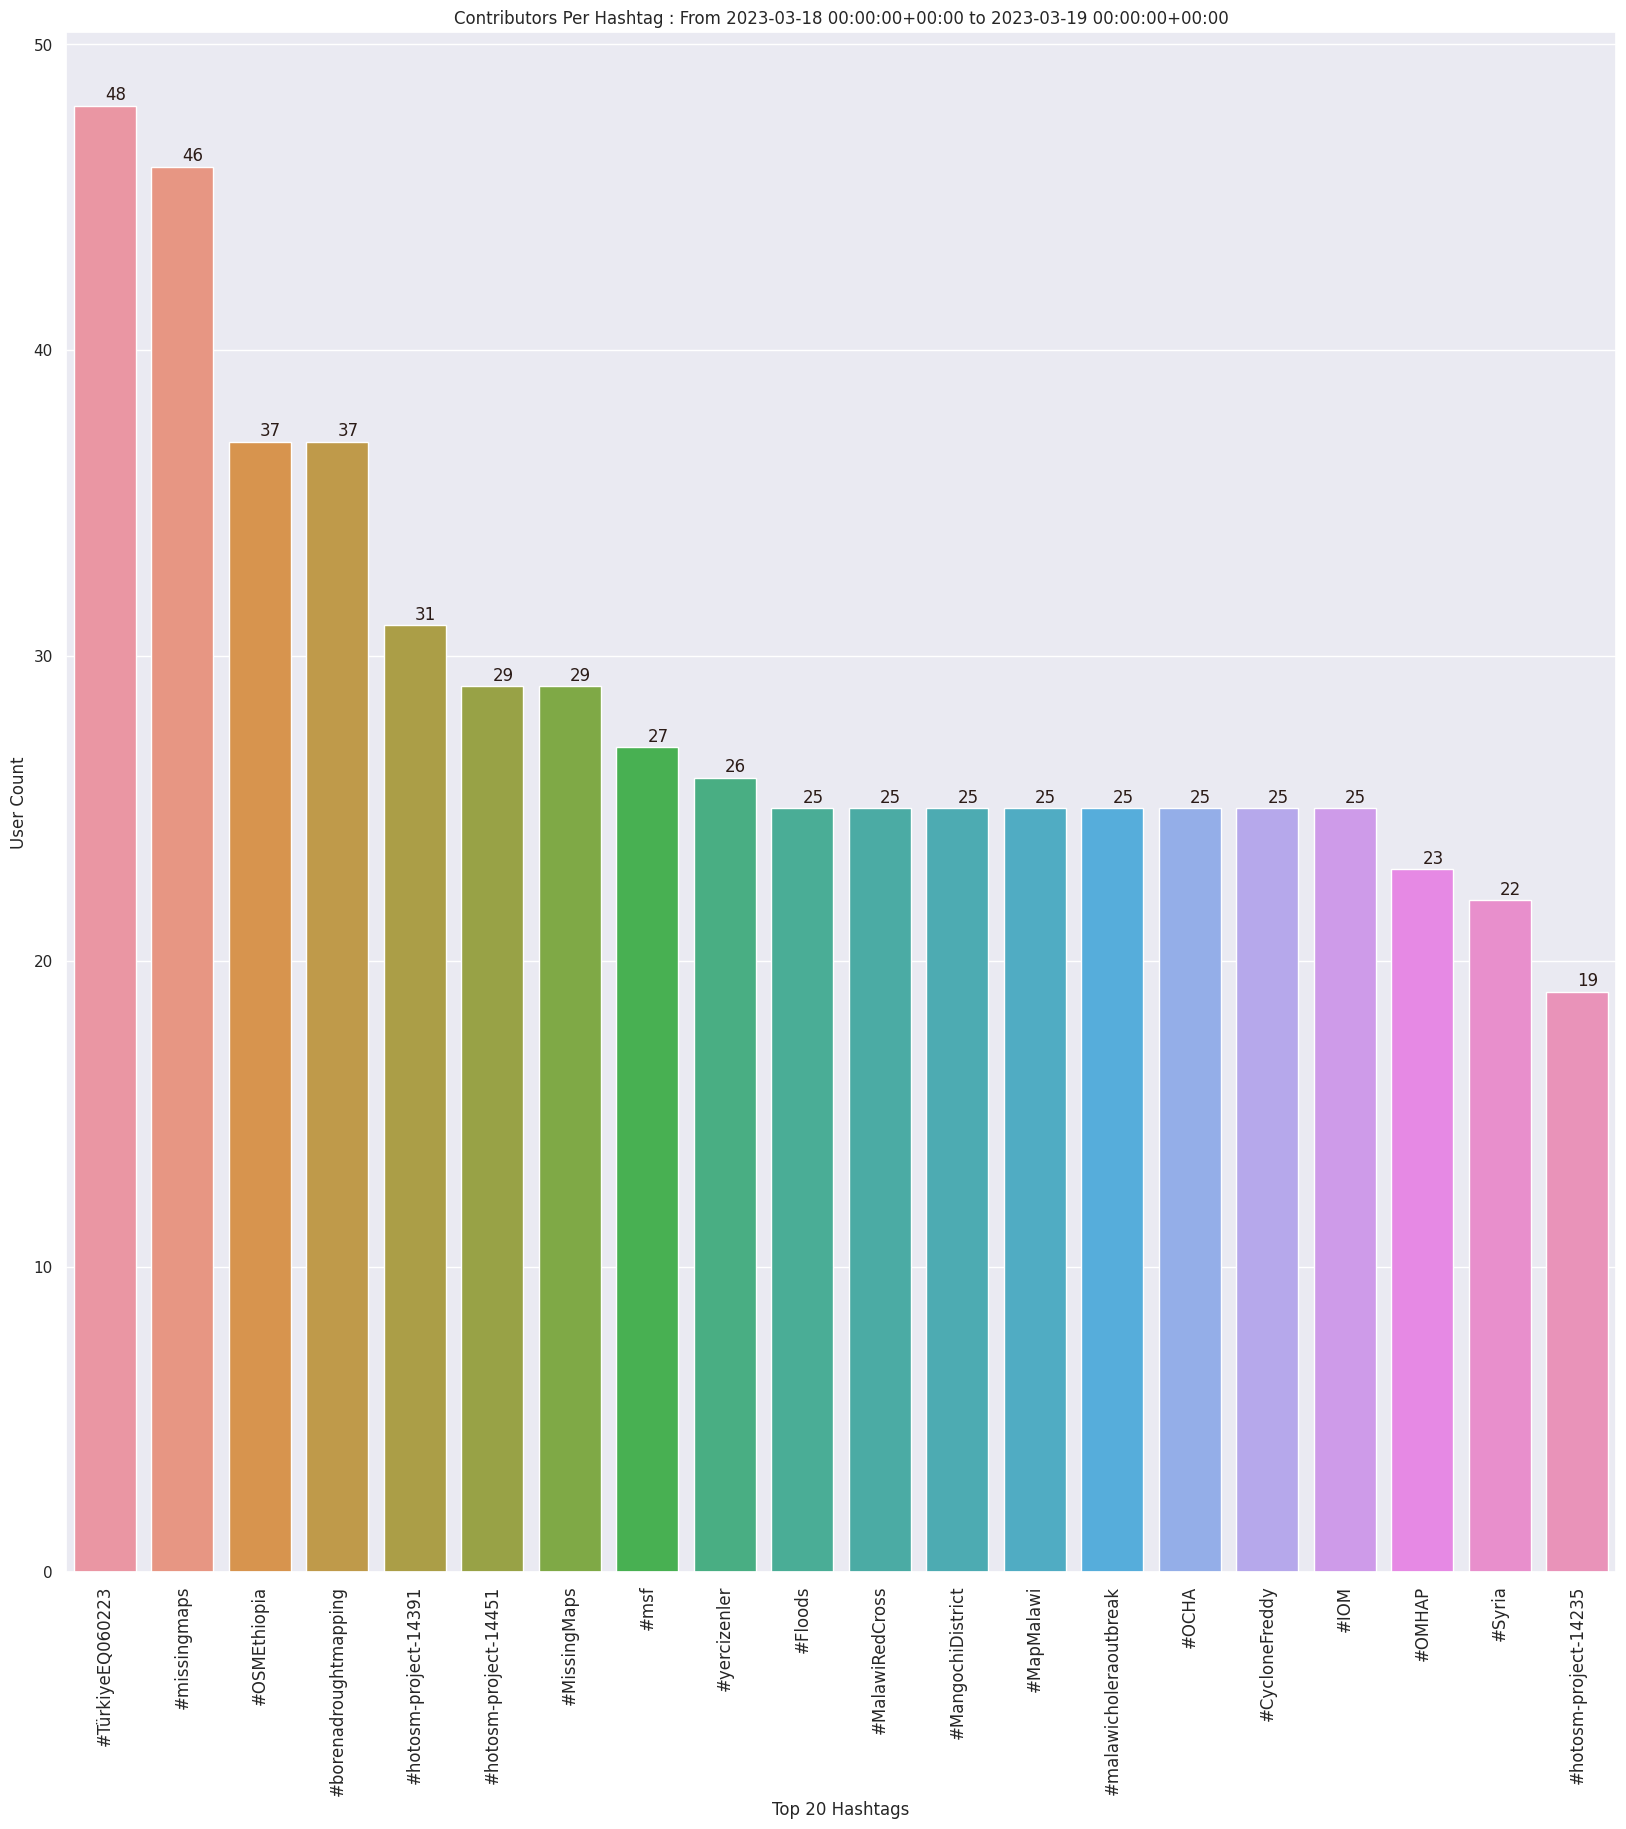 Contributors Per Hashtag : From 2023-03-18 00:00:00+00:00 to 2023-03-19 00:00:00+00:00
User Count
50
40
30
20
10
0
48
46
37
37
31
29
29
27
26
25
25
25
25
25
25
25
25
23
22
19
#TürkiyeEQ060223
#missingmaps
#OSMEthiopia
#borenadroughtmapping
#hotosm-project-14391
#hotosm-project-14451
#MissingMaps
#msf
#yercizenler
#Floods
#MalawiRedCross
#MangochiDistrict
#MapMalawi
#malawicholeraoutbreak
#OCHA
#CycloneFreddy
#IOM
#OMHAP
#Syria
#hotosm-project-14235
Top 20 Hashtags